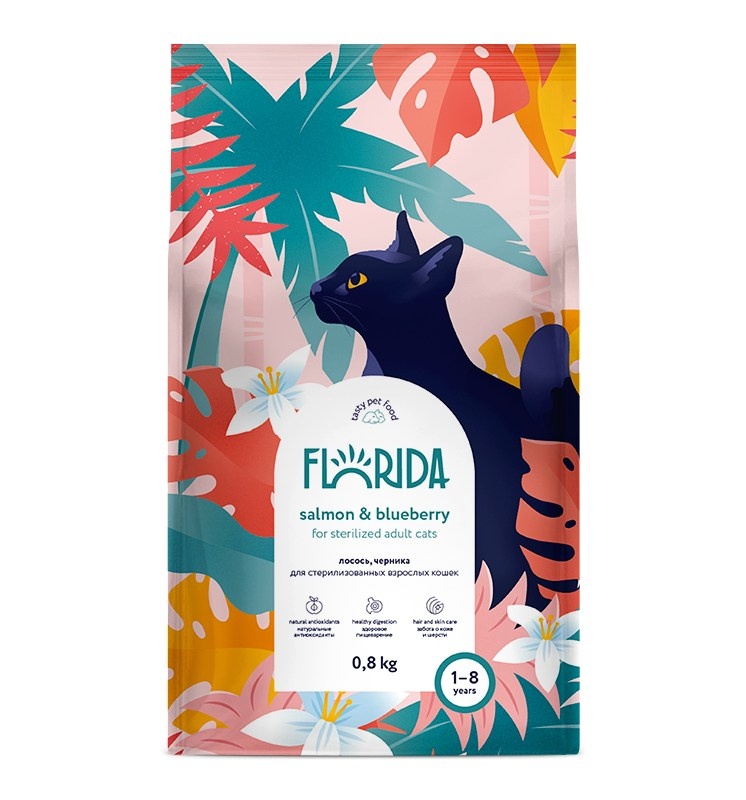 tasty pet food
FLORIDA
salmon & blueberry
for sterilized adult cats
лосось, черника
для стерилизованных взрослых кошек
natural antioxidants
натуральные
антиоксиданты
healthy digestion
здоровое
пищеварение
hair and skin care
забота о коже
и шерсти
0,8 kg
1–8
years